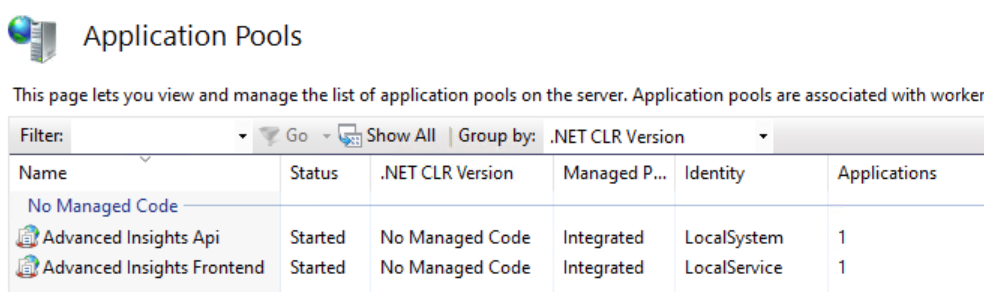 Application Pools
This page lets you view and manage the list of application pools on the server. Application pools are associated with worker
Filter: Go Show All Group by: .NET CLR Version
Name Status .NET CLR Version Managed P... Identity Applications
No Managed Code
Advanced Insights Api Started No Managed Code Integrated LocalSystem 1
Advanced Insights Frontend Started No Managed Code Integrated LocalService 1